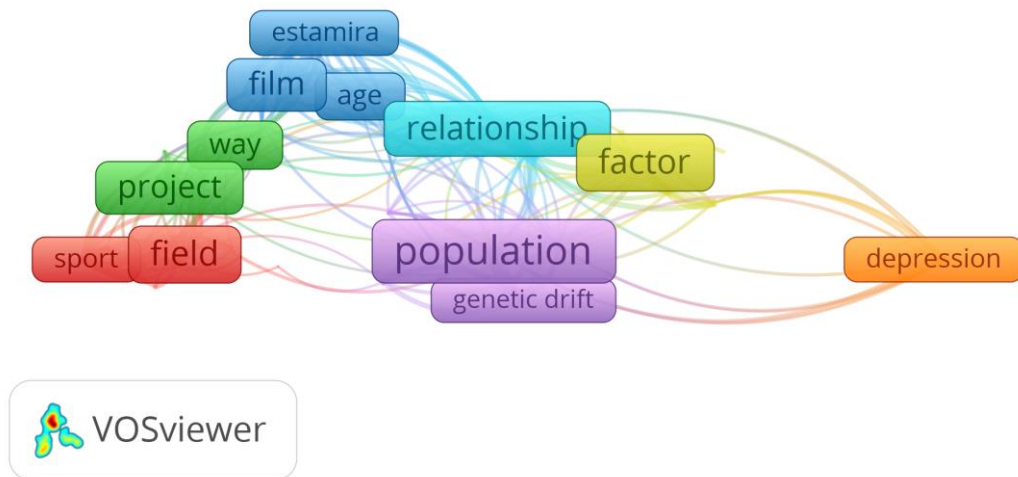 estamira
film
age
relationship
way
factor
project
population
sport
field
depression
genetic drift
VOSviewer